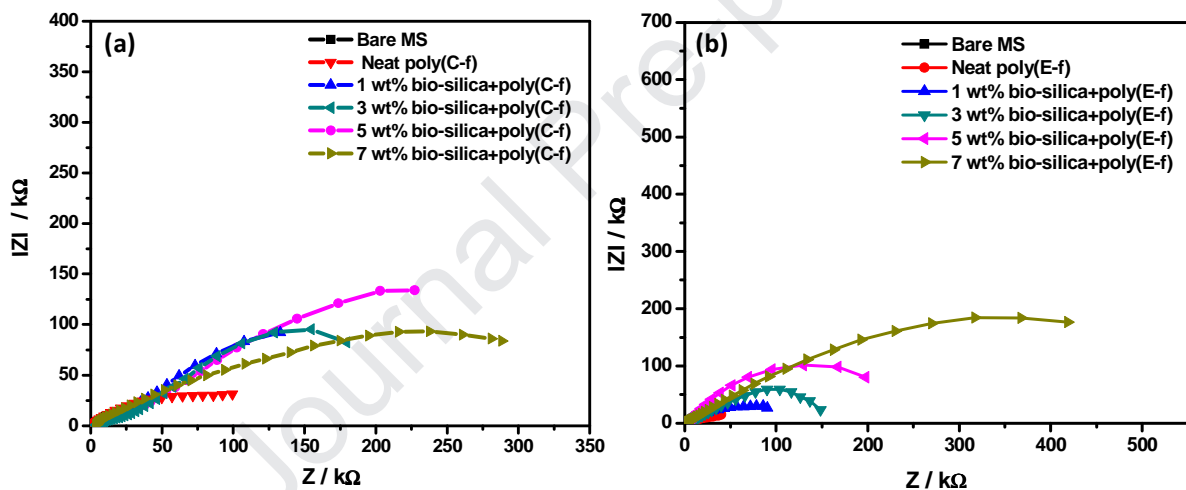 (a)
Bare MS
Neat poly(C-f)
1 wt% bio-silica+poly(C-f)
3 wt% bio-silica+poly(C-f)
5 wt% bio-silica+poly(C-f)
7 wt% bio-silica+poly(C-f)
400
350
300
250
200
150
100
50
0
IZI / kΩ
0 50 100 150 200 250 300 350
Z / kΩ
(b)
Bare MS
Neat poly(E-f)
1 wt% bio-silica+poly(E-f)
3 wt% bio-silica+poly(E-f)
5 wt% bio-silica+poly(E-f)
7 wt% bio-silica+poly(E-f)
700
600
500
400
300
200
100
0
IZI / kΩ
0 100 200 300 400 500
Z / kΩ
Journal Pre-p